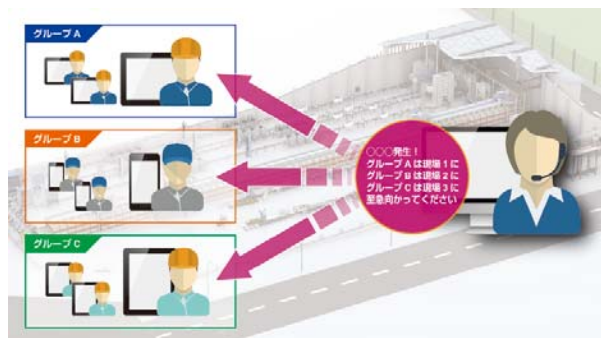 グループ A
グループ B
グループ C
○○○発生！
グループ A は現場 1 に
グループ B は現場 2 に
グループ C は現場 3 に
至急向かってください